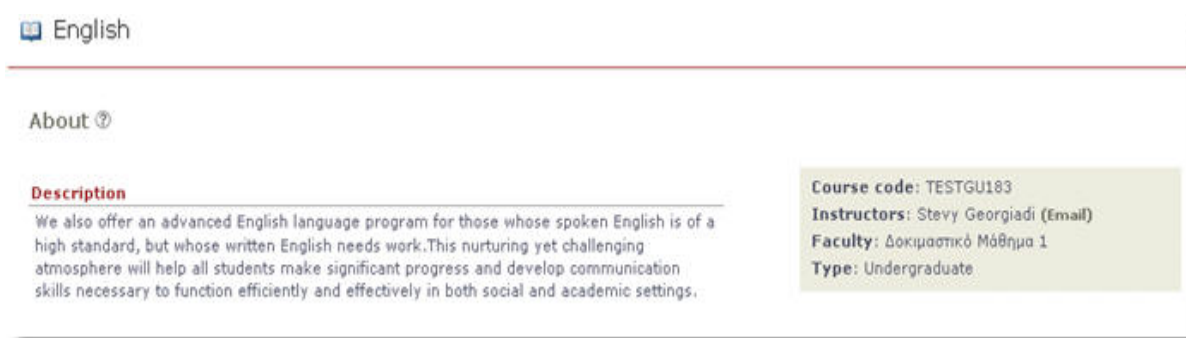 English
About ?
Description
We also offer an advanced English language program for those whose spoken English is of a
high standard, but whose written English needs work.This nurturing yet challenging
atmosphere will help all students make significant progress and develop communication
skills necessary to function efficiently and effectively in both social and academic settings.
Course code: TESTGU183
Instructors: Stevy Georgiadi (Email)
Faculty: Δοκιμαστικό Μάθημα 1
Type: Undergraduate